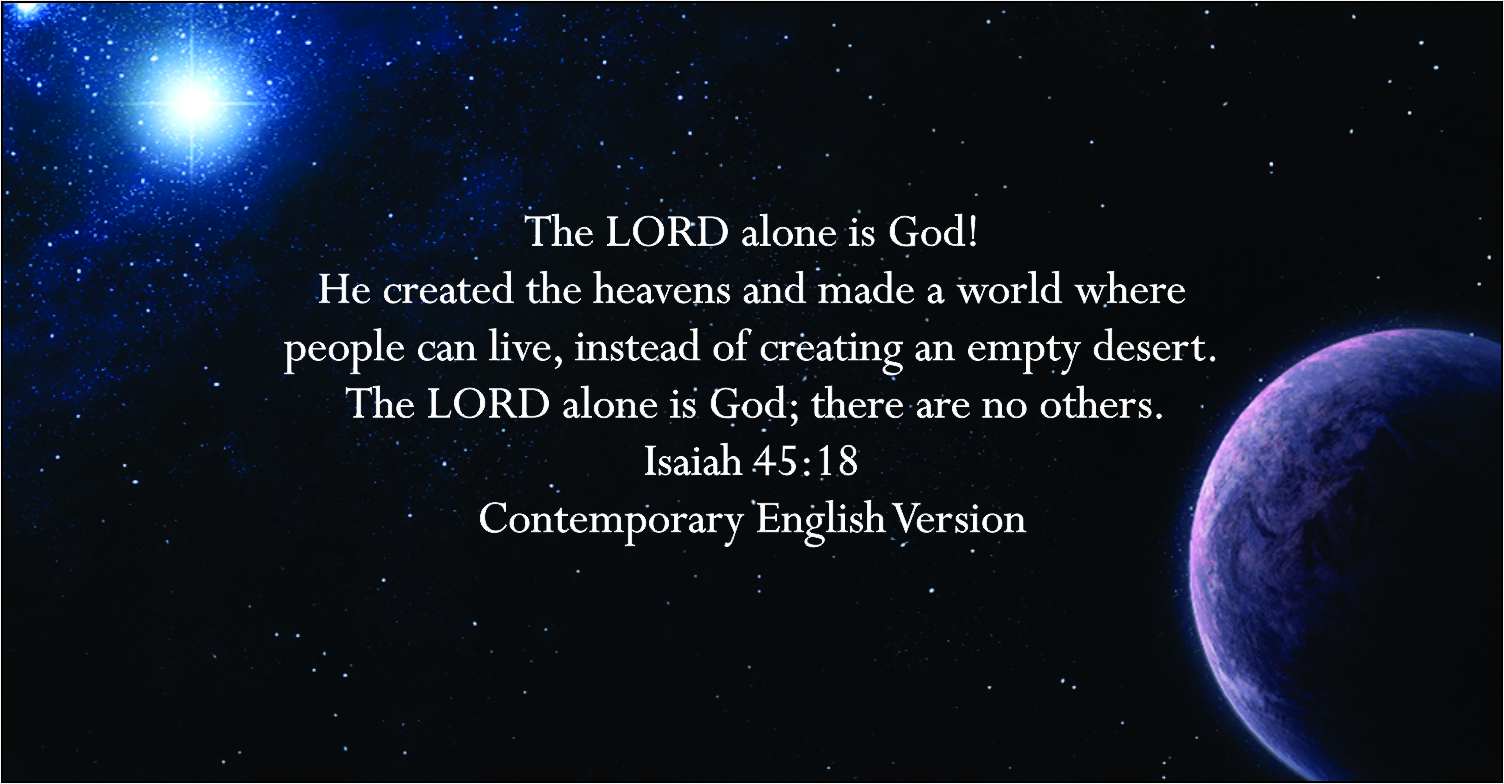 The LORD alone is God!
He created the heavens and made a world where
people can live, instead of creating an empty desert.
The LORD alone is God; there are no others.
Isaiah 45:18
Contemporary English Version